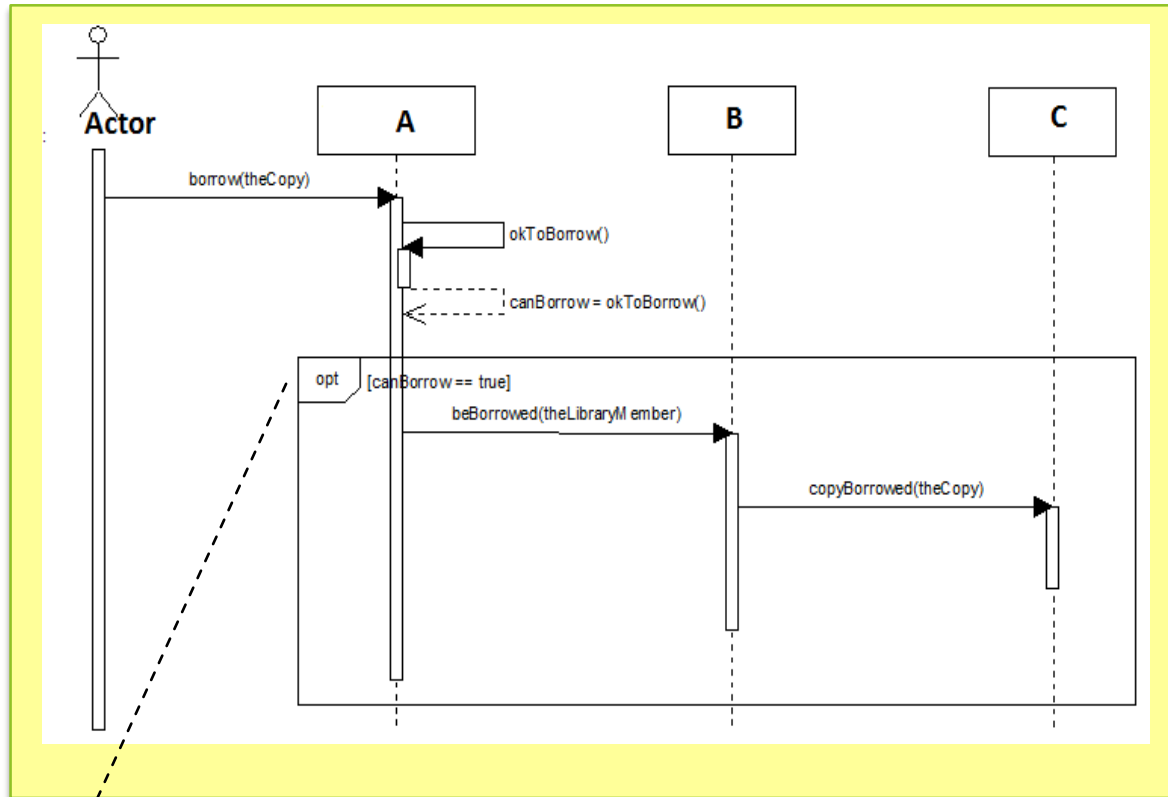 Actor
:
A
B
C
borrow(theCopy)
okToBorrow()
canBorrow = okToBorrow()
opt
[canBorrow == true]
beBorrowed(theLibraryMember)
copyBorrowed(theCopy)